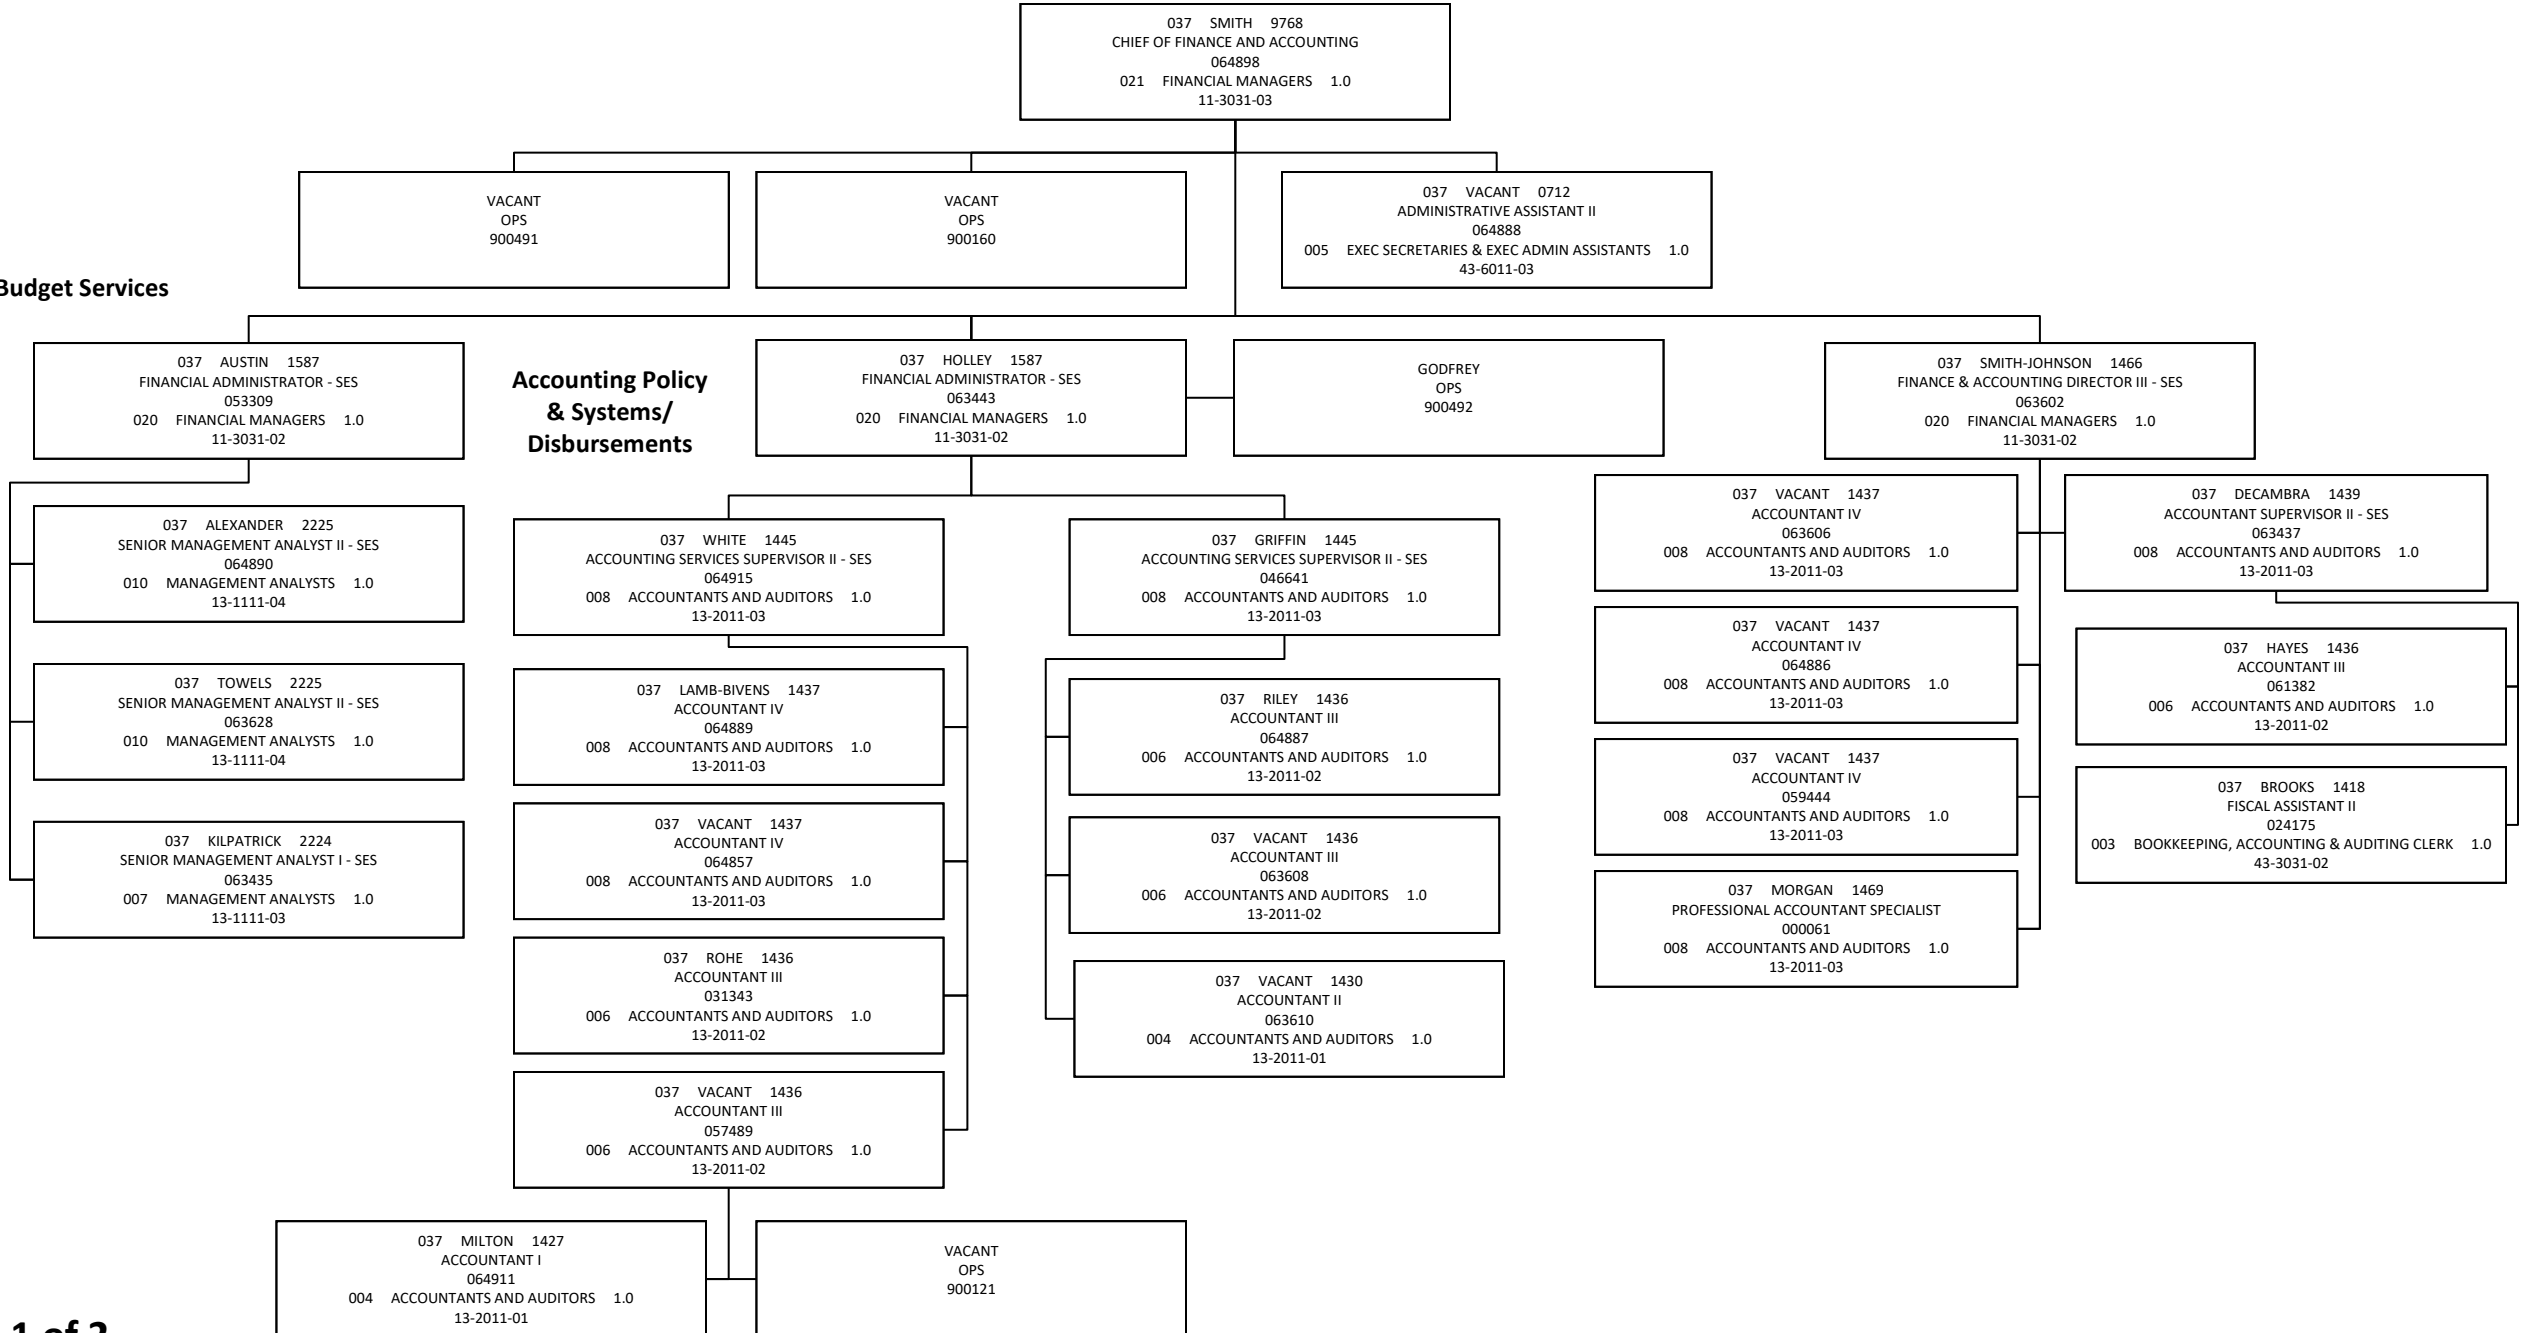 037 SMITH 9768
CHIEF OF FINANCE AND ACCOUNTING
064898
021 FINANCIAL MANAGERS 1.0
11-3031-03
VACANT
OPS
900491
VACANT
OPS
900160
037 VACANT 0712
ADMINISTRATIVE ASSISTANT II
064888
005 EXEC SECRETARIES & EXEC ADMIN ASSISTANTS 1.0
43-6011-03
Budget Services
037 AUSTIN 1587
FINANCIAL ADMINISTRATOR - SES
053309
020 FINANCIAL MANAGERS 1.0
11-3031-02
Accounting Policy
& Systems/
Disbursements
037 HOLLEY 1587
FINANCIAL ADMINISTRATOR - SES
063443
020 FINANCIAL MANAGERS 1.0
11-3031-02
GODFREY
OPS
900492
037 SMITH-JOHNSON 1466
FINANCE & ACCOUNTING DIRECTOR III - SES
063602
020 FINANCIAL MANAGERS 1.0
11-3031-02
037 ALEXANDER 2225
SENIOR MANAGEMENT ANALYST II - SES
064890
010 MANAGEMENT ANALYSTS 1.0
13-1111-04
037 TOWELS 2225
SENIOR MANAGEMENT ANALYST II - SES
063628
010 MANAGEMENT ANALYSTS 1.0
13-1111-04
037 KILPATRICK 2224
SENIOR MANAGEMENT ANALYST I - SES
063435
007 MANAGEMENT ANALYSTS 1.0
13-1111-03
037 WHITE 1445
ACCOUNTING SERVICES SUPERVISOR II - SES
064915
008 ACCOUNTANTS AND AUDITORS 1.0
13-2011-03
037 LAMB-BIVENS 1437
ACCOUNTANT IV
064889
008 ACCOUNTANTS AND AUDITORS 1.0
13-2011-03
037 VACANT 1437
ACCOUNTANT IV
064857
008 ACCOUNTANTS AND AUDITORS 1.0
13-2011-03
037 ROHE 1436
ACCOUNTANT III
031343
006 ACCOUNTANTS AND AUDITORS 1.0
13-2011-02
037 VACANT 1436
ACCOUNTANT III
057489
006 ACCOUNTANTS AND AUDITORS 1.0
13-2011-02
037 MILTON 1427
ACCOUNTANT I
064911
004 ACCOUNTANTS AND AUDITORS 1.0
13-2011-01
VACANT
OPS
900121
037 GRIFFIN 1445
ACCOUNTING SERVICES SUPERVISOR II - SES
046641
008 ACCOUNTANTS AND AUDITORS 1.0
13-2011-03
037 RILEY 1436
ACCOUNTANT III
064887
006 ACCOUNTANTS AND AUDITORS 1.0
13-2011-02
037 VACANT 1436
ACCOUNTANT III
063608
006 ACCOUNTANTS AND AUDITORS 1.0
13-2011-02
037 VACANT 1430
ACCOUNTANT II
063610
004 ACCOUNTANTS AND AUDITORS 1.0
13-2011-01
037 VACANT 1437
ACCOUNTANT IV
063606
008 ACCOUNTANTS AND AUDITORS 1.0
13-2011-03
037 VACANT 1437
ACCOUNTANT IV
064886
008 ACCOUNTANTS AND AUDITORS 1.0
13-2011-03
037 VACANT 1437
ACCOUNTANT IV
059444
008 ACCOUNTANTS AND AUDITORS 1.0
13-2011-03
037 MORGAN 1469
PROFESSIONAL ACCOUNTANT SPECIALIST
000061
008 ACCOUNTANTS AND AUDITORS 1.0
13-2011-03
037 DECAMBRA 1439
ACCOUNTANT SUPERVISOR II - SES
063437
008 ACCOUNTANTS AND AUDITORS 1.0
13-2011-03
037 HAYES 1436
ACCOUNTANT III
061382
006 ACCOUNTANTS AND AUDITORS 1.0
13-2011-02
037 BROOKS 1418
FISCAL ASSISTANT II
024175
003 BOOKKEEPING, ACCOUNTING & AUDITING CLERK 1.0
43-3031-02
1 of